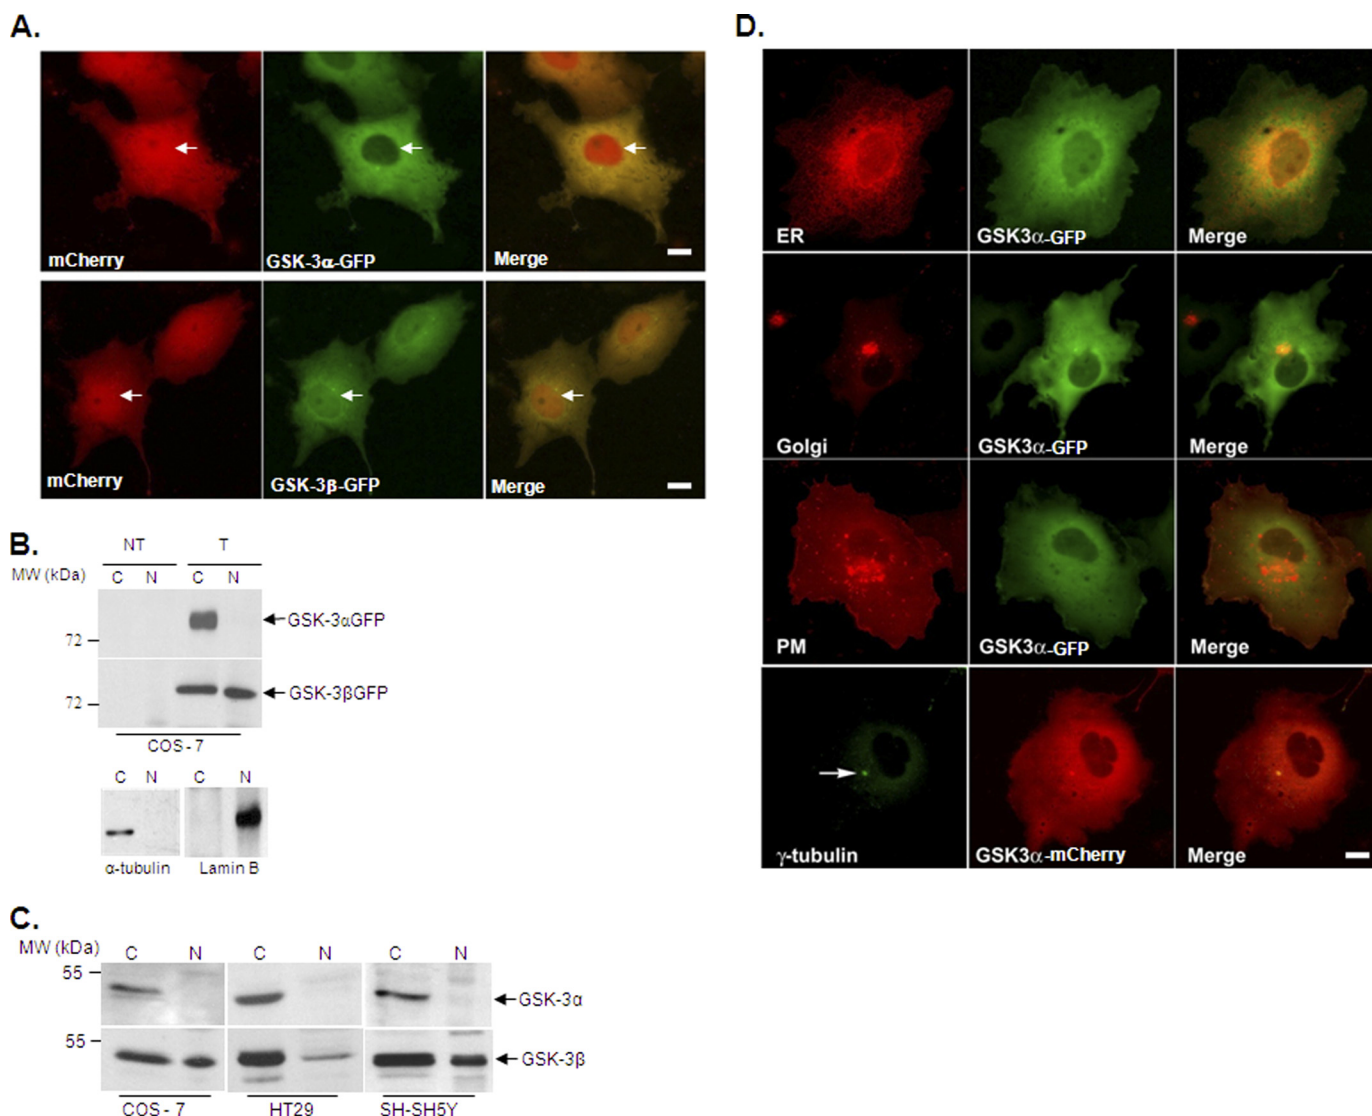 A.
mCherry
GSK-3α-GFP
Merge
mCherry
GSK-3β-GFP
Merge
B.
NT T
MW (kDa) C N C N
GSK-3αGFP
72
GSK-3βGFP
72
COS - 7
C N C N
α-tubulin Lamin B
C.
MW (kDa) C N C N C N
55
GSK-3α
55
GSK-3β
COS - 7 HT29 SH-SH5Y
D.
ER
GSK3α-GFP
Merge
Golgi
GSK3α-GFP
Merge
PM
GSK3α-GFP
Merge
γ-tubulin
GSK3α-mCherry
Merge